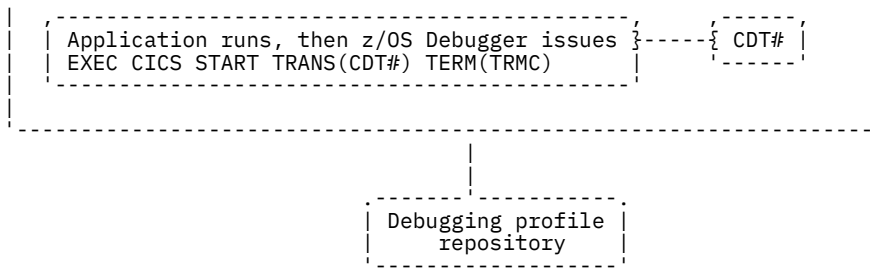 Application runs, then z/OS Debugger issues
EXEC CICS START TRANS(CDT#) TERM(TRMC)
CDT#
Debugging profile
repository